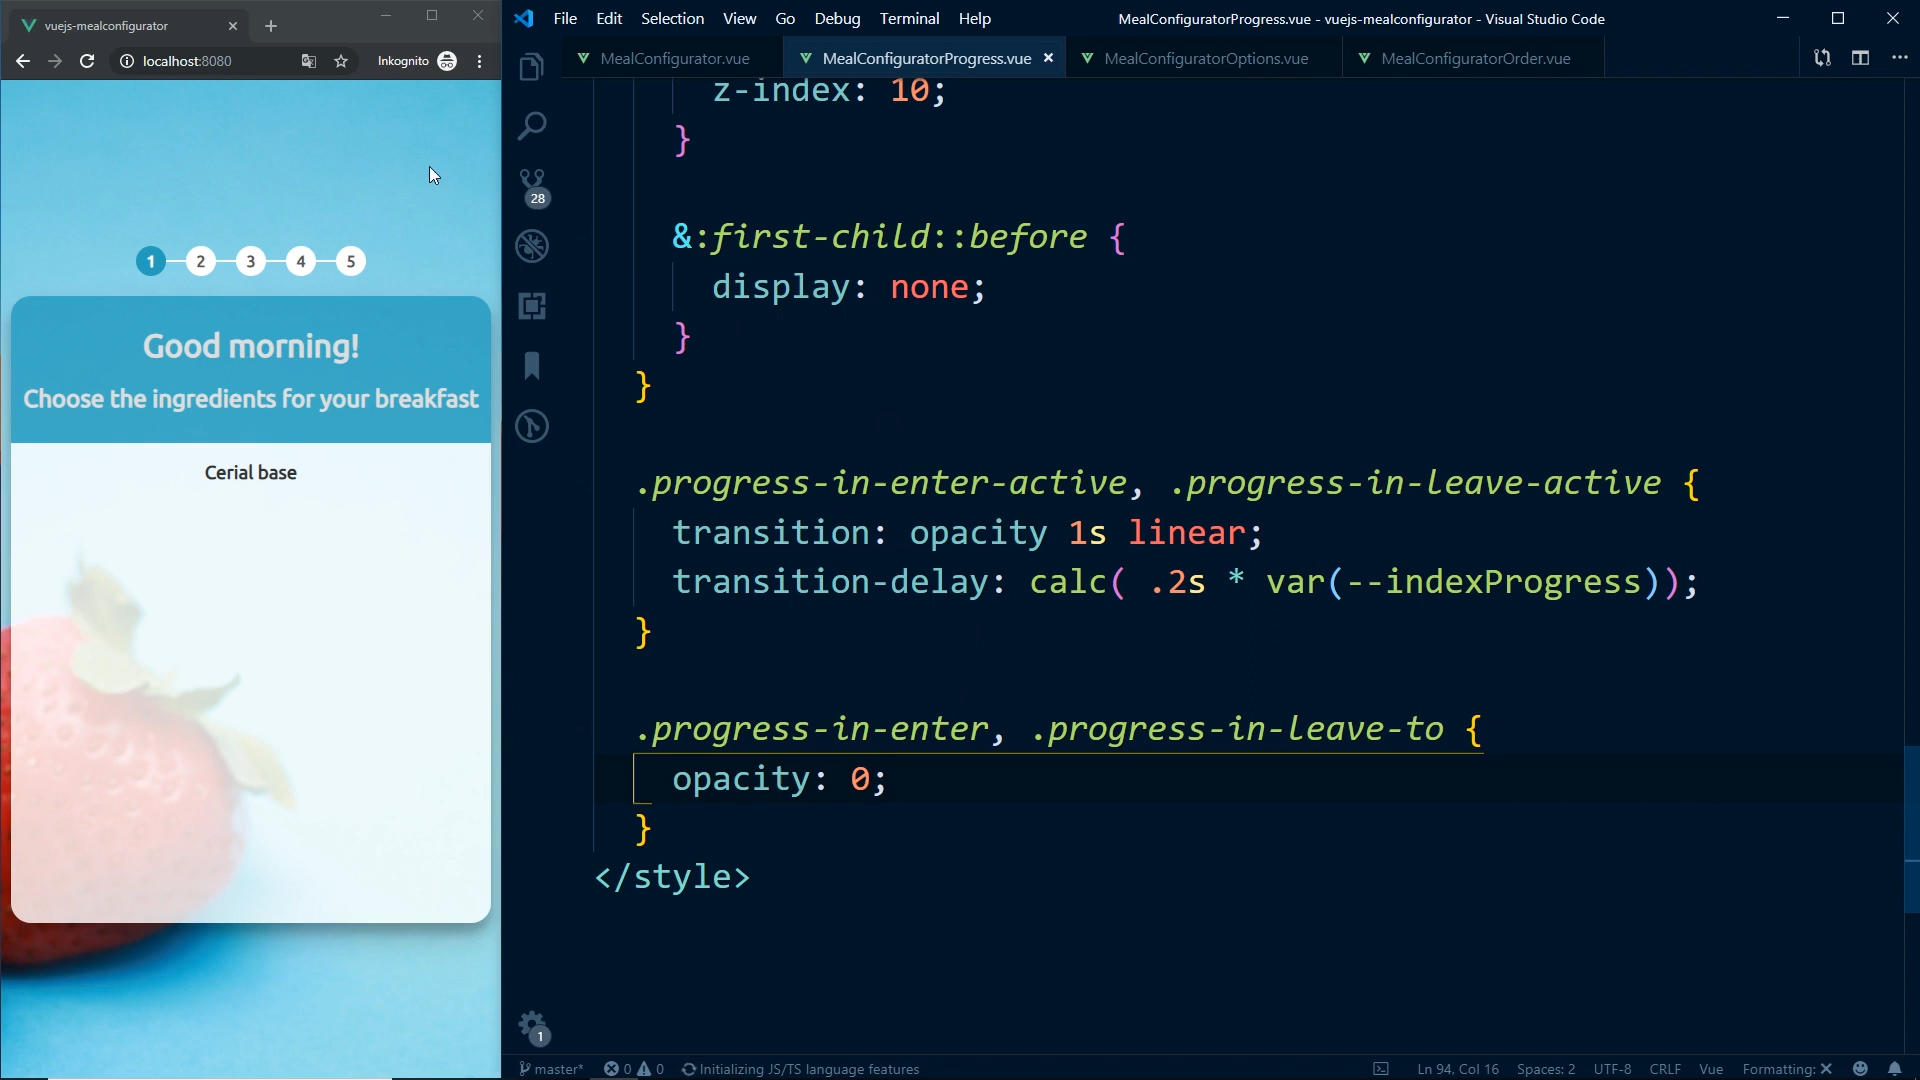 vuejs-mealconfigurator
localhost:8080
Inkognito
1 2 3 4 5
Good morning!
Choose the ingredients for your breakfast
Cerial base
File Edit Selection View Go Debug Terminal Help
MealConfiguratorProgress.vue - vuejs-mealconfigurator - Visual Studio Code
MealConfigurator.vue
MealConfiguratorProgress.vue
MealConfiguratorOptions.vue
MealConfiguratorOrder.vue
28
1
z-index: 10;
}
&:first-child::before {
display: none;
}
}
.progress-in-enter-active, .progress-in-leave-active {
transition: opacity 1s linear;
transition-delay: calc( .2s * var(--indexProgress));
}
.progress-in-enter, .progress-in-leave-to {
opacity: 0;
}
</style>
master* 0 0 Initializing JS/TS language features
Ln 94, Col 16 Spaces: 2 UTF-8 CRLF Vue Formatting: ✕